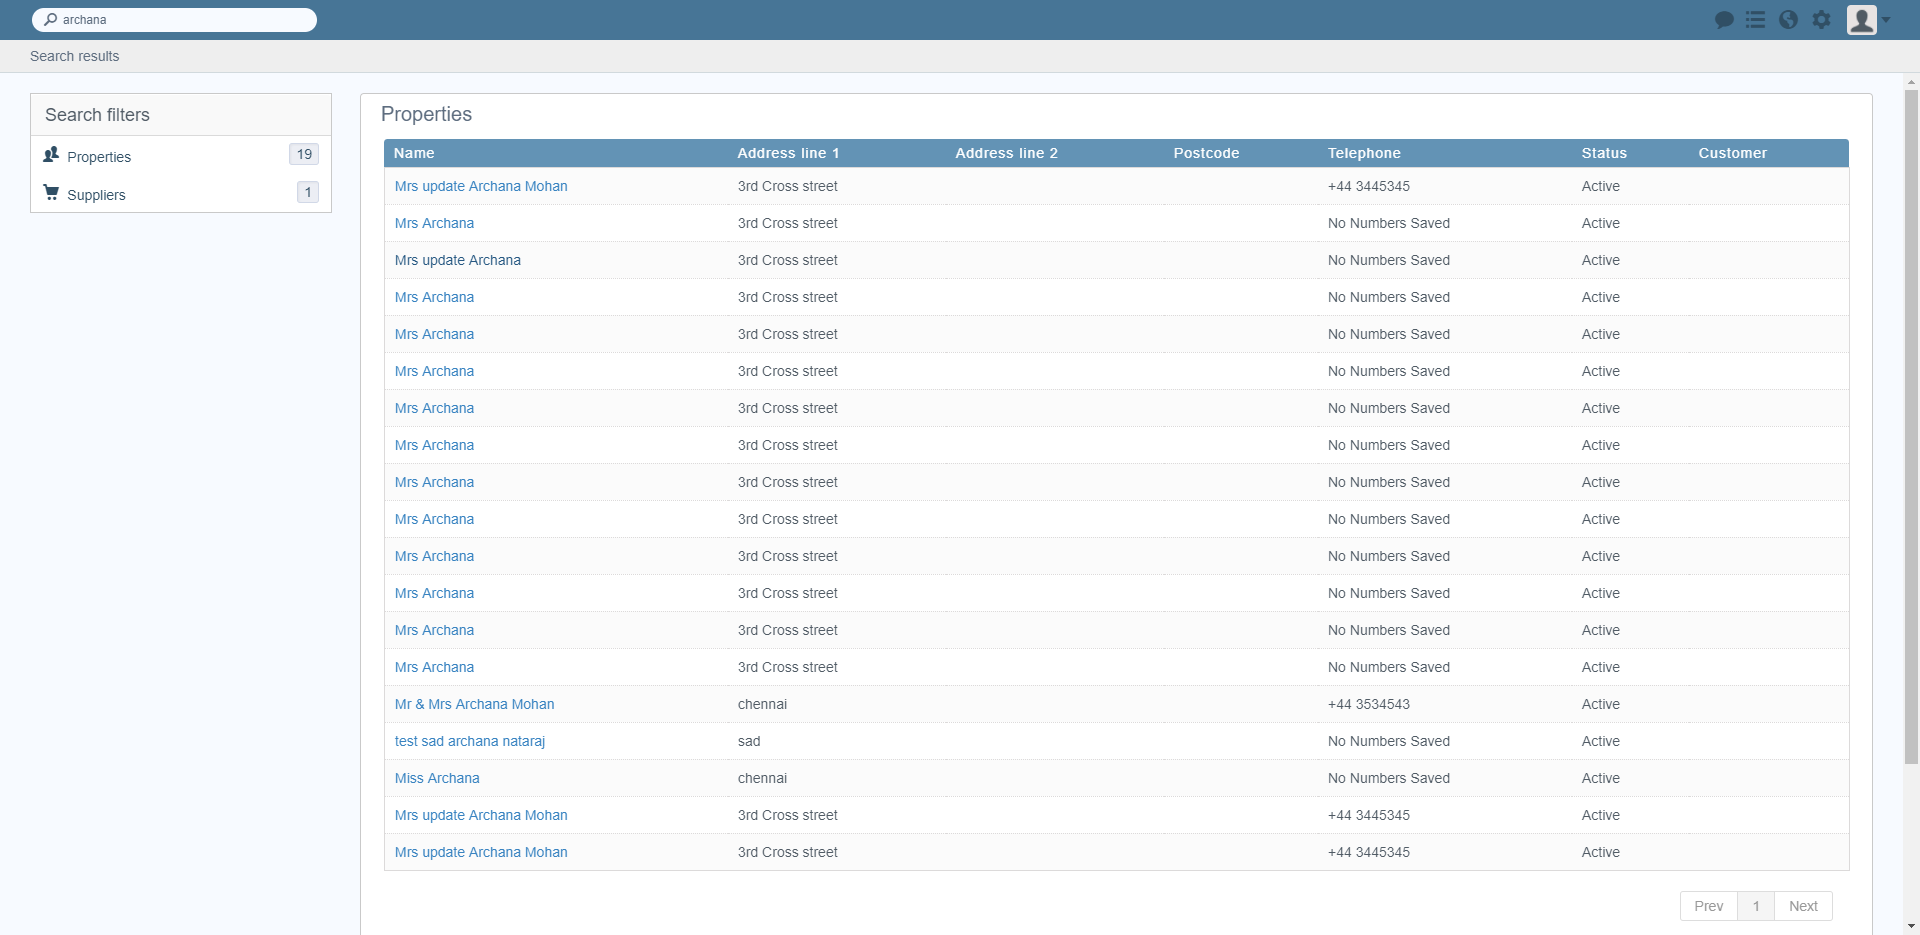 archana
Search results
Search filters
Properties 19
Suppliers 1
Properties
Name Address line 1 Address line 2 Postcode Telephone Status Customer
Mrs update Archana Mohan 3rd Cross street +44 3445345 Active
Mrs Archana 3rd Cross street No Numbers Saved Active
Mrs update Archana 3rd Cross street No Numbers Saved Active
Mrs Archana 3rd Cross street No Numbers Saved Active
Mrs Archana 3rd Cross street No Numbers Saved Active
Mrs Archana 3rd Cross street No Numbers Saved Active
Mrs Archana 3rd Cross street No Numbers Saved Active
Mrs Archana 3rd Cross street No Numbers Saved Active
Mrs Archana 3rd Cross street No Numbers Saved Active
Mrs Archana 3rd Cross street No Numbers Saved Active
Mrs Archana 3rd Cross street No Numbers Saved Active
Mrs Archana 3rd Cross street No Numbers Saved Active
Mrs Archana 3rd Cross street No Numbers Saved Active
Mrs Archana 3rd Cross street No Numbers Saved Active
Mr & Mrs Archana Mohan chennai +44 3534543 Active
test sad archana nataraj sad No Numbers Saved Active
Miss Archana chennai No Numbers Saved Active
Mrs update Archana Mohan 3rd Cross street +44 3445345 Active
Mrs update Archana Mohan 3rd Cross street +44 3445345 Active
Prev 1 Next